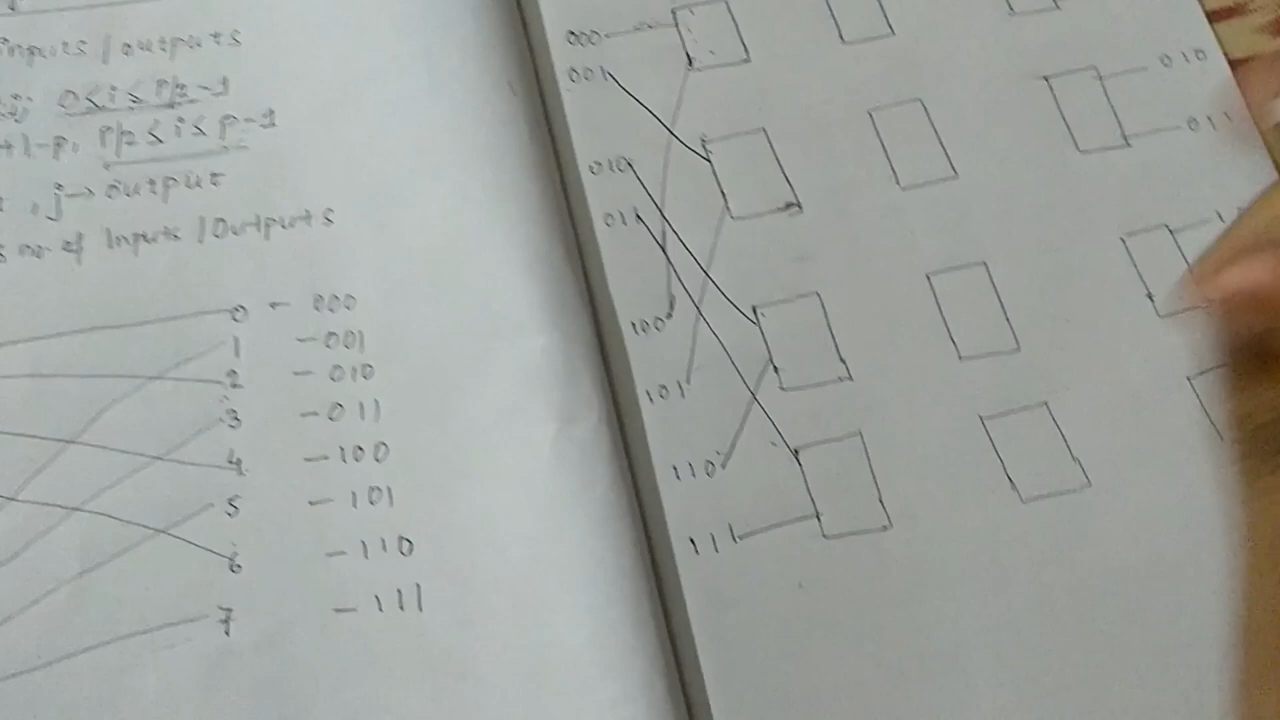 inputs / outputs
0 ≤ i ≤ P/2 - 1
+1-P, P/2 ≤ i ≤ P-1
, j → output
no. of Inputs / Outputs
0 ← 000
1 - 001
2 - 010
3 - 011
4 - 100
5 - 101
6 - 110
7 - 111
000
001
010
011
100
101
110
111
010
011